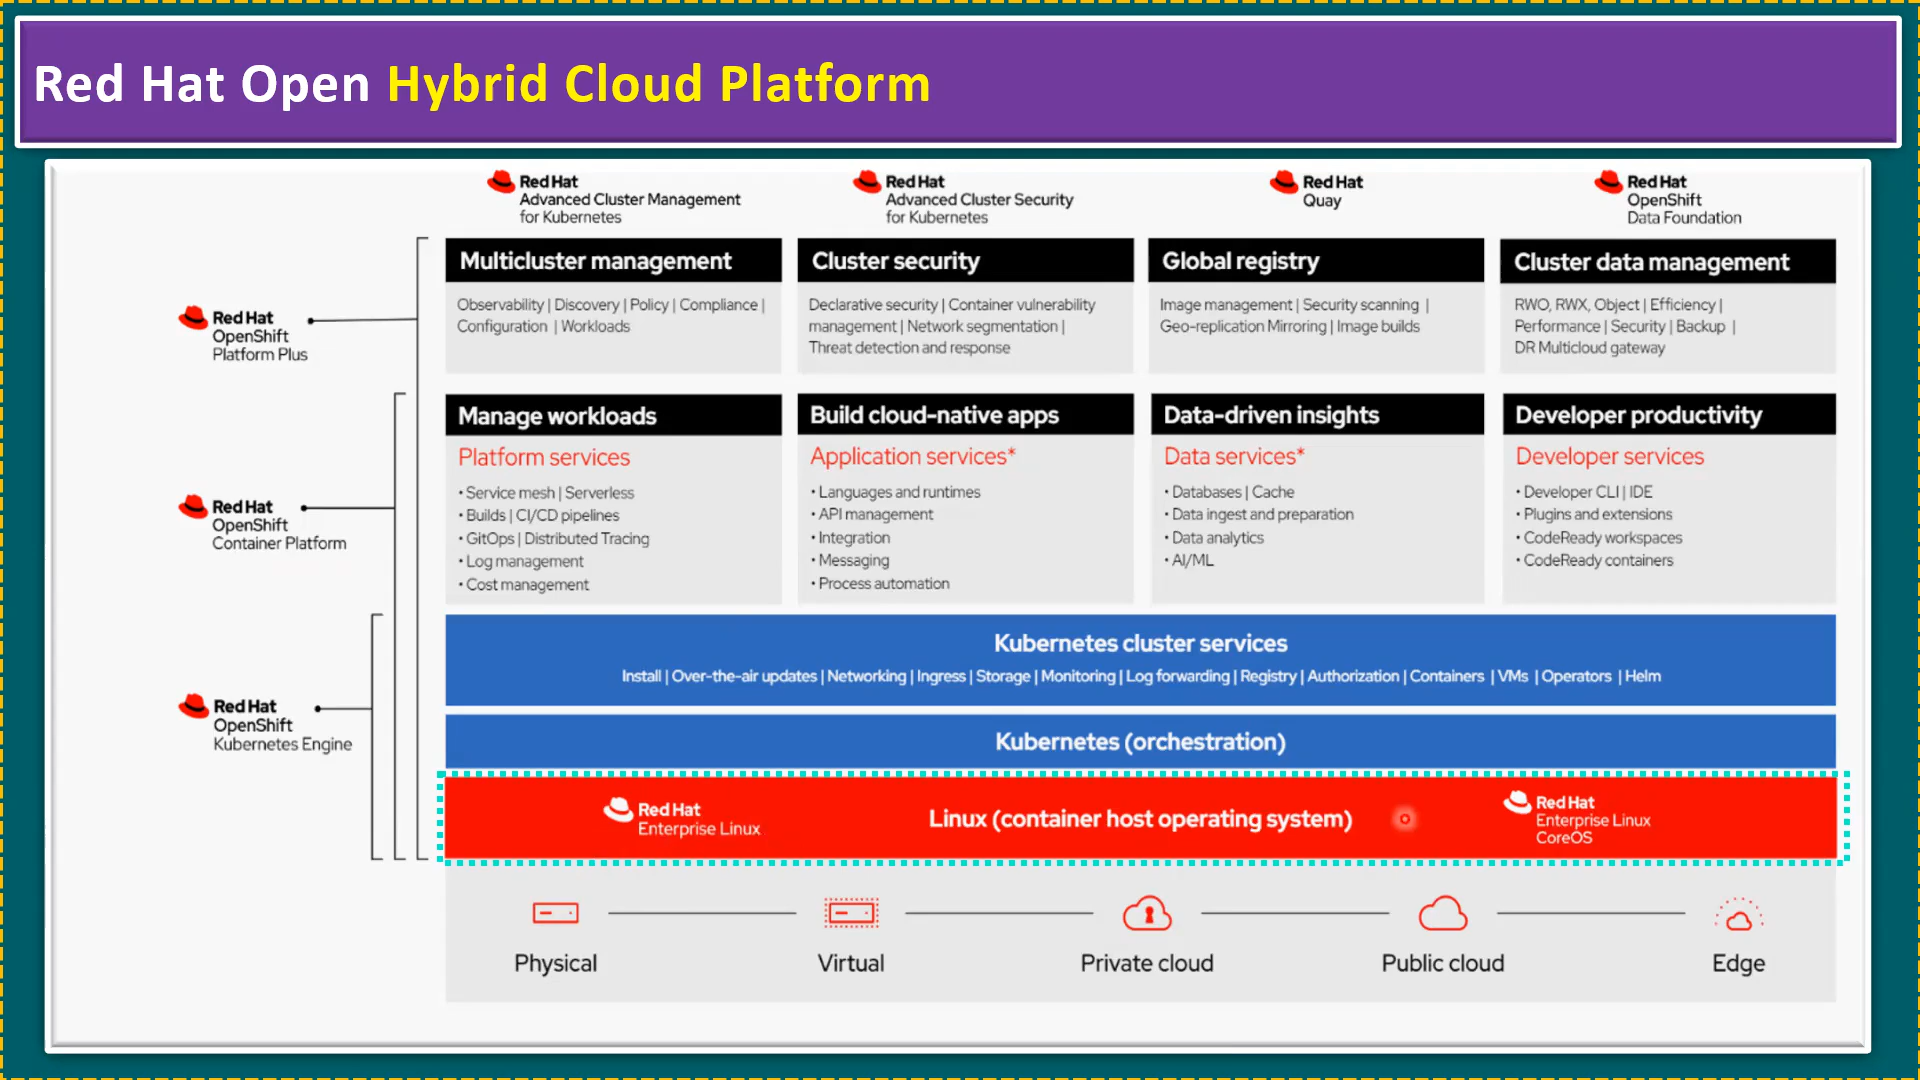 Red Hat Open Hybrid Cloud Platform
Red Hat
Advanced Cluster Management
for Kubernetes
Red Hat
Advanced Cluster Security
for Kubernetes
Red Hat
Quay
Red Hat
OpenShift
Data Foundation
Red Hat
OpenShift
Platform Plus
Multicluster management
Observability | Discovery | Policy | Compliance |
Configuration | Workloads
Cluster security
Declarative security | Container vulnerability
management | Network segmentation |
Threat detection and response
Global registry
Image management | Security scanning |
Geo-replication Mirroring | Image builds
Cluster data management
RWO, RWX, Object | Efficiency |
Performance | Security | Backup |
DR Multicloud gateway
Red Hat
OpenShift
Container Platform
Manage workloads
Platform services
• Service mesh | Serverless
• Builds | CI/CD pipelines
• GitOps | Distributed Tracing
• Log management
• Cost management
Build cloud-native apps
Application services*
• Languages and runtimes
• API management
• Integration
• Messaging
• Process automation
Data-driven insights
Data services*
• Databases | Cache
• Data ingest and preparation
• Data analytics
• AI/ML
Developer productivity
Developer services
• Developer CLI | IDE
• Plugins and extensions
• CodeReady workspaces
• CodeReady containers
Red Hat
OpenShift
Kubernetes Engine
Kubernetes cluster services
Install | Over-the-air updates | Networking | Ingress | Storage | Monitoring | Log forwarding | Registry | Authorization | Containers | VMs | Operators | Helm
Kubernetes (orchestration)
Red Hat
Enterprise Linux
Linux (container host operating system)
Red Hat
Enterprise Linux
CoreOS
Physical
Virtual
Private cloud
Public cloud
Edge